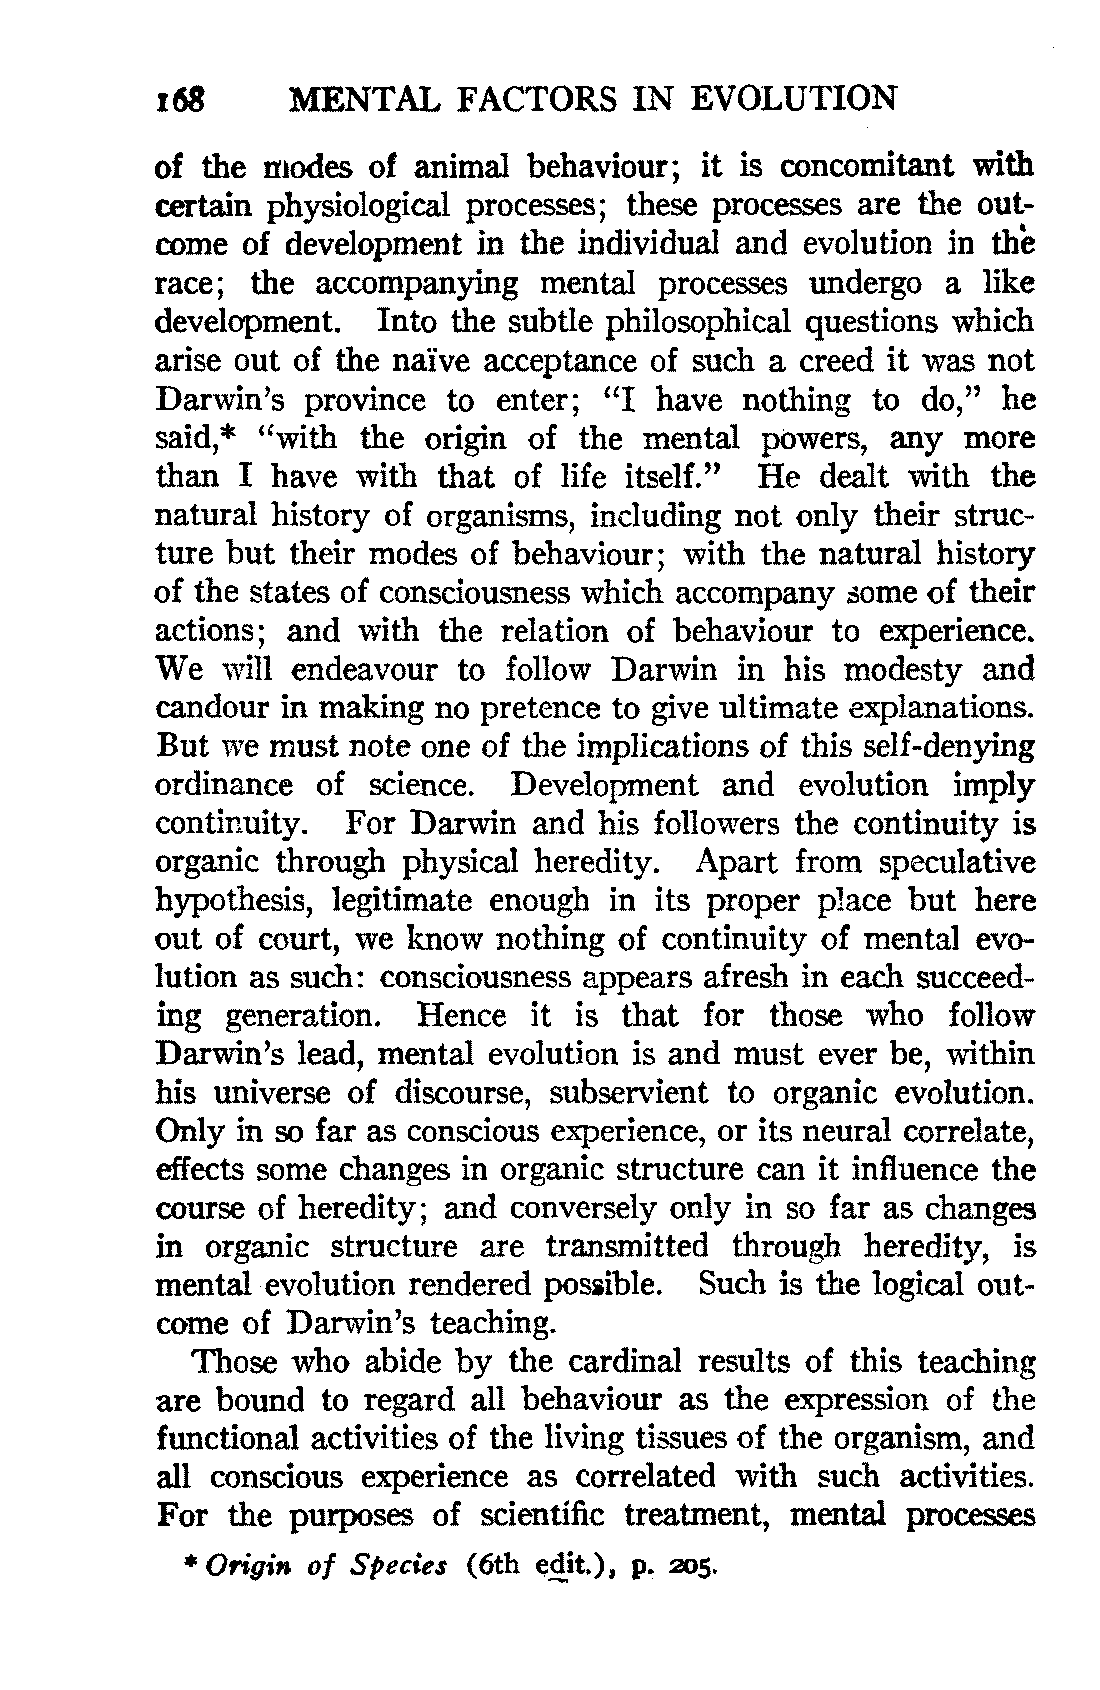 168 MENTAL FACTORS IN EVOLUTION
of the modes of animal behaviour; it is concomitant with
certain physiological processes; these processes are the out-
come of development in the individual and evolution in the
race; the accompanying mental processes undergo a like
development. Into the subtle philosophical questions which
arise out of the naïve acceptance of such a creed it was not
Darwin's province to enter; “I have nothing to do,” he
said,* “with the origin of the mental powers, any more
than I have with that of life itself.” He dealt with the
natural history of organisms, including not only their struc-
ture but their modes of behaviour; with the natural history
of the states of consciousness which accompany some of their
actions; and with the relation of behaviour to experience.
We will endeavour to follow Darwin in his modesty and
candour in making no pretence to give ultimate explanations.
But we must note one of the implications of this self-denying
ordinance of science. Development and evolution imply
continuity. For Darwin and his followers the continuity is
organic through physical heredity. Apart from speculative
hypothesis, legitimate enough in its proper place but here
out of court, we know nothing of continuity of mental evo-
lution as such: consciousness appears afresh in each succeed-
ing generation. Hence it is that for those who follow
Darwin's lead, mental evolution is and must ever be, within
his universe of discourse, subservient to organic evolution.
Only in so far as conscious experience, or its neural correlate,
effects some changes in organic structure can it influence the
course of heredity; and conversely only in so far as changes
in organic structure are transmitted through heredity, is
mental evolution rendered possible. Such is the logical out-
come of Darwin's teaching.
Those who abide by the cardinal results of this teaching
are bound to regard all behaviour as the expression of the
functional activities of the living tissues of the organism, and
all conscious experience as correlated with such activities.
For the purposes of scientific treatment, mental processes
* Origin of Species (6th edit.), p. 205.